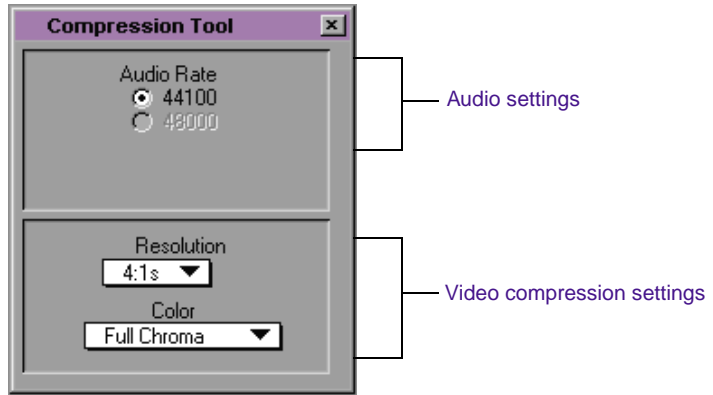 Compression Tool
Audio Rate
44100
48000
Audio settings
Resolution
4:1s
Color
Full Chroma
Video compression settings